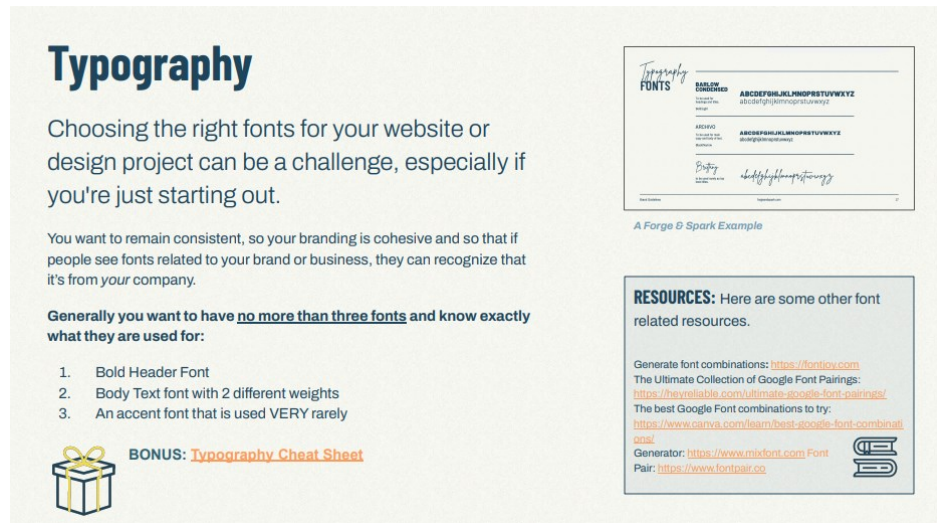 Typography
Choosing the right fonts for your website or
design project can be a challenge, especially if
you're just starting out.
You want to remain consistent, so your branding is cohesive and so that if
people see fonts related to your brand or business, they can recognize that
it's from your company.
Generally you want to have no more than three fonts and know exactly
what they are used for:
1. Bold Header Font
2. Body Text font with 2 different weights
3. An accent font that is used VERY rarely
BONUS: Typography Cheat Sheet
Typography
FONTS
BARLOW
CONDENSED
ABCDEFGHIJKLMNOPRSTUVWXYZ
abcdefghijklmnoprstuvwxyz
ARCHIVO
ABCDEFGHIJKLMNOPRSTUVWXYZ
abcdefghijklmnoprstuvwxyz
A Forge & Spark Example
RESOURCES: Here are some other font
related resources.
Generate font combinations: https://fontjoy.com
The Ultimate Collection of Google Font Pairings:
https://heyreliable.com/ultimate-google-font-pairings/
The best Google Font combinations to try:
https://www.canva.com/learn/best-google-font-combinati
ons/
Generator: https://www.mixfont.com Font
Pair: https://www.fontpair.co